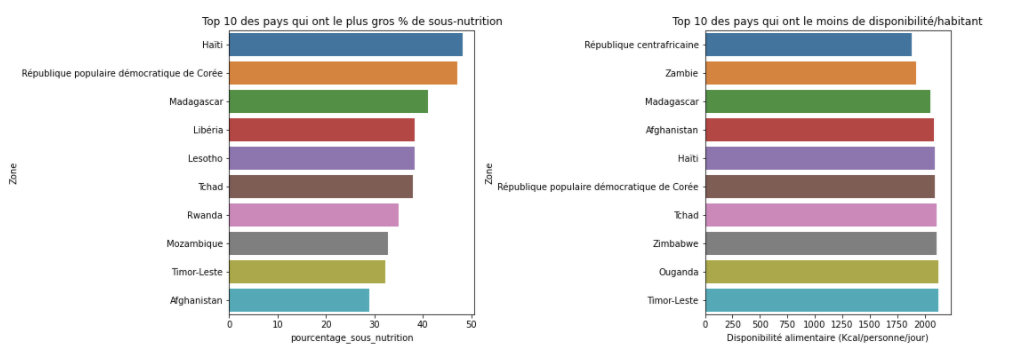 Top 10 des pays qui ont le plus gros % de sous-nutrition
Zone
Haïti
République populaire démocratique de Corée
Madagascar
Libéria
Lesotho
Tchad
Rwanda
Mozambique
Timor-Leste
Afghanistan
0 10 20 30 40 50
pourcentage_sous_nutrition
Top 10 des pays qui ont le moins de disponibilité/habitant
Zone
République centrafricaine
Zambie
Madagascar
Afghanistan
Haïti
République populaire démocratique de Corée
Tchad
Zimbabwe
Ouganda
Timor-Leste
0 250 500 750 1000 1250 1500 1750 2000
Disponibilité alimentaire (Kcal/personne/jour)